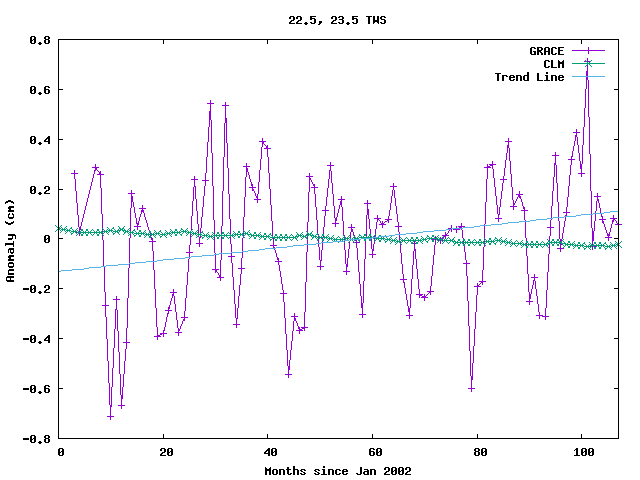 22.5, 23.5 TWS
GRACE
CLM
Trend Line
Anomaly (cm)
0.8
0.6
0.4
0.2
0
-0.2
-0.4
-0.6
-0.8
0 20 40 60 80 100
Months since Jan 2002